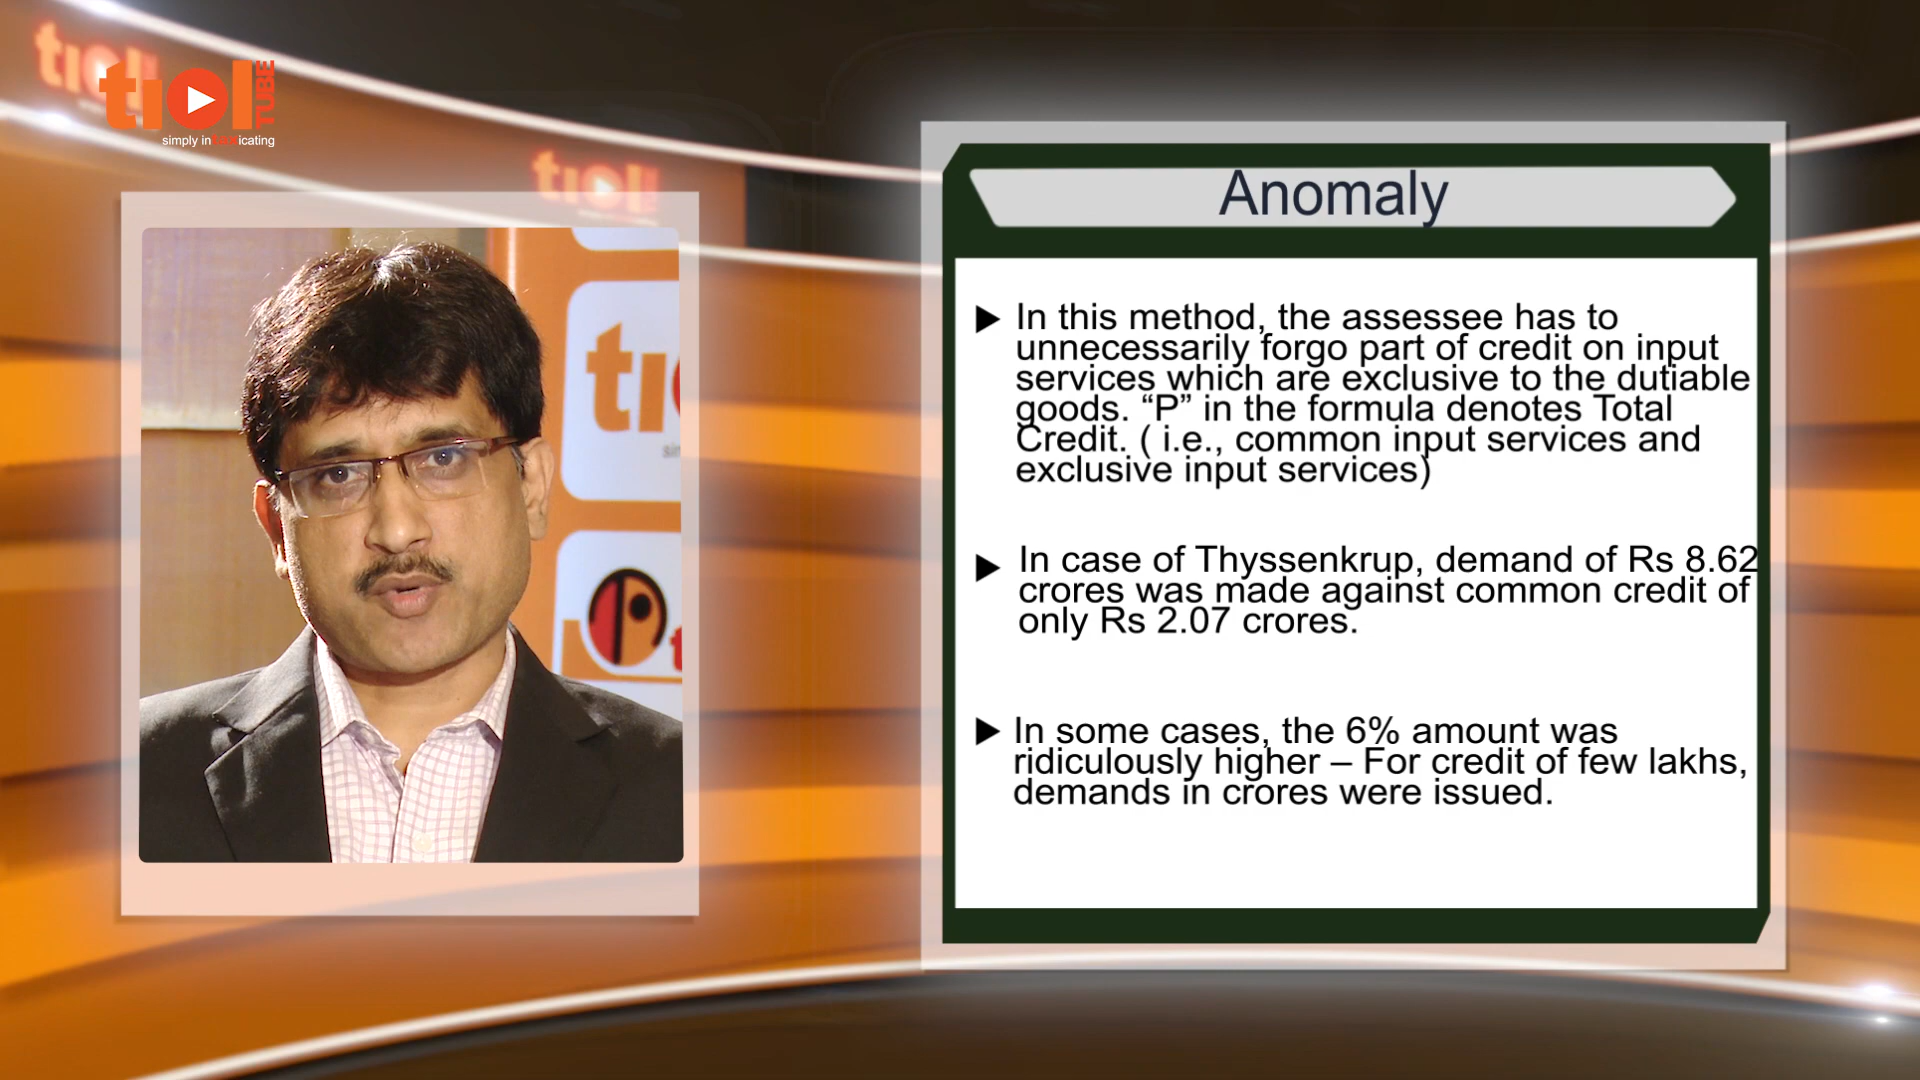 tiol TUBE
simply in icating
tiol
tiol
Anomaly
In this method, the assessee has to
unnecessarily forgo part of credit on input
services which are exclusive to the dutiable
goods. “P” in the formula denotes Total
Credit. ( i.e., common input services and
exclusive input services)
In case of Thyssenkrup, demand of Rs 8.62
crores was made against common credit of
only Rs 2.07 crores.
In some cases, the 6% amount was
ridiculously higher – For credit of few lakhs,
demands in crores were issued.